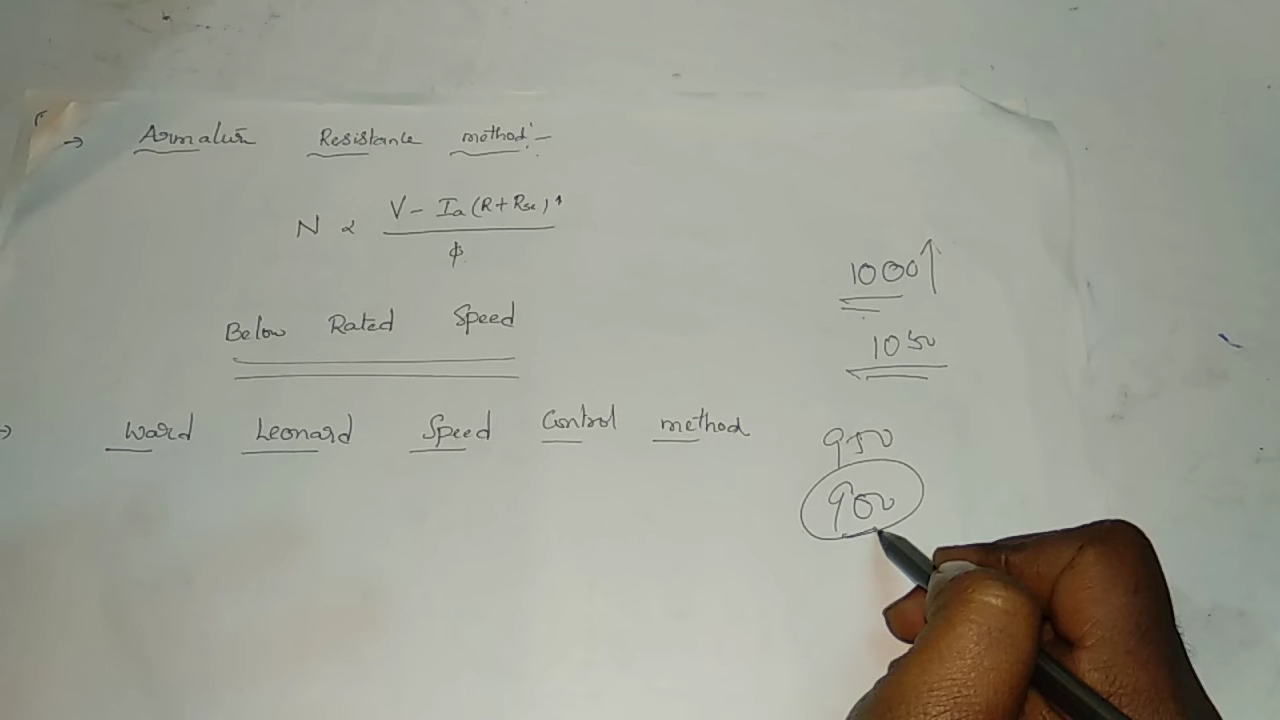 → Armature Resistance method:-
N ∝ V - Ia (R + Rse) ↑ / ϕ
Below Rated Speed
→ Ward Leonard Speed Control method
1000 ↑
1050
950
900